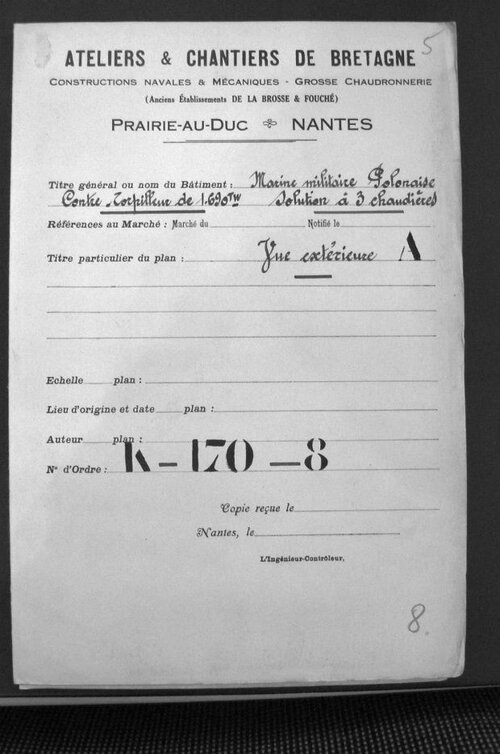 5
ATELIERS & CHANTIERS DE BRETAGNE
CONSTRUCTIONS NAVALES & MÉCANIQUES - GROSSE CHAUDRONNERIE
(Anciens Établissements DE LA BROSSE & FOUCHÉ)
PRAIRIE-AU-DUC NANTES
Titre général ou nom du Bâtiment : Marine militaire Polonaise
Contre Torpilleur de 1.690Tw Solution à 3 chaudières
Références au Marché : Marché du Notifié le
Titre particulier du plan : Vue extérieure A
Echelle plan :
Lieu d'origine et date plan :
Auteur plan :
N° d'Ordre : K-170-8
Copie reçue le
Nantes, le
L'Ingénieur-Contrôleur,
8.